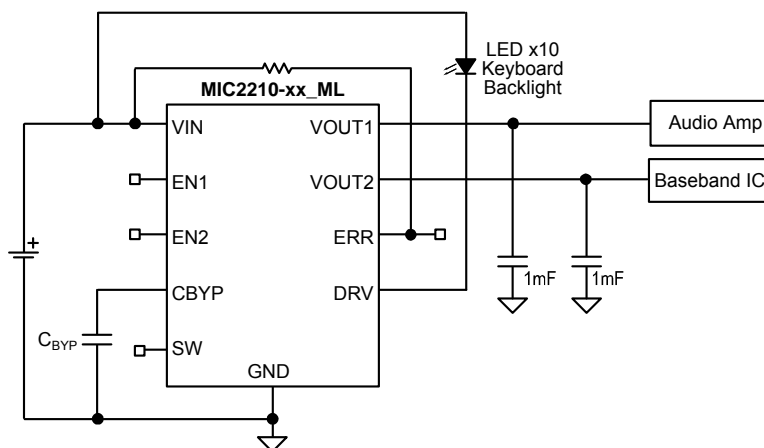 LED x10
Keyboard
Backlight
MIC2210-xx_ML
VIN
VOUT1
Audio Amp
EN1
VOUT2
Baseband IC
EN2
ERR
+
CBYP
DRV
1mF
1mF
CBYP
SW
GND